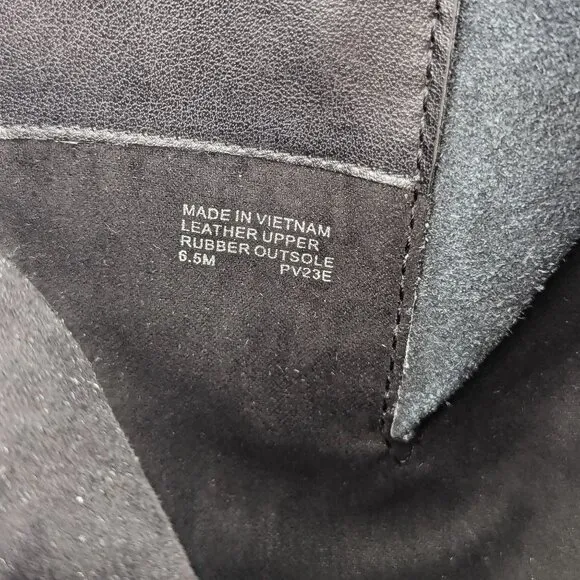 MADE IN VIETNAM
LEATHER UPPER
RUBBER OUTSOLE
6.5M PV23E